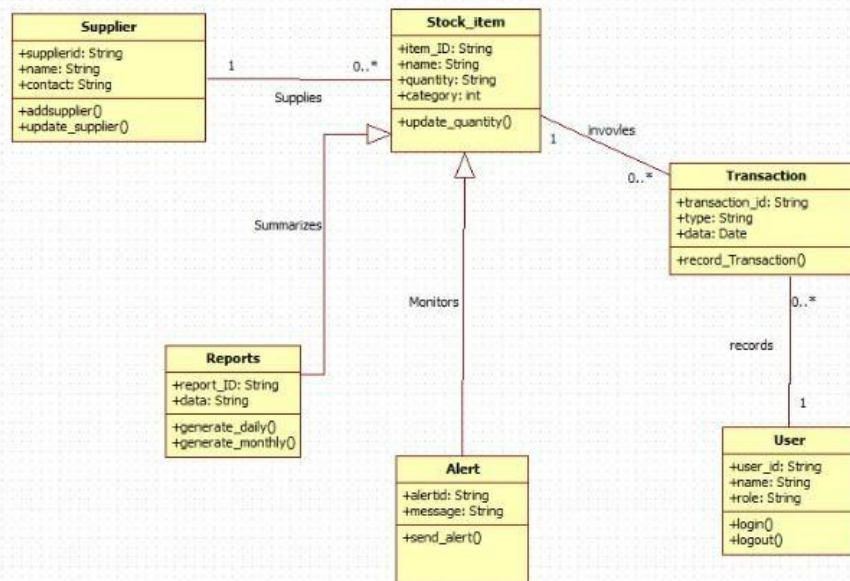 Supplier
+supplierid: String
+name: String
+contact: String
+addsupplier()
+update_supplier()
1
0..*
Supplies
Stock_item
+item_ID: String
+name: String
+quantity: String
+category: int
+update_quantity()
1
invovles
0..*
Transaction
+transaction_id: String
+type: String
+data: Date
+record_Transaction()
Summarizes
Monitors
0..*
records
1
Reports
+report_ID: String
+data: String
+generate_daily()
+generate_monthly()
Alert
+alertid: String
+message: String
+send_alert()
User
+user_id: String
+name: String
+role: String
+login()
+logout()